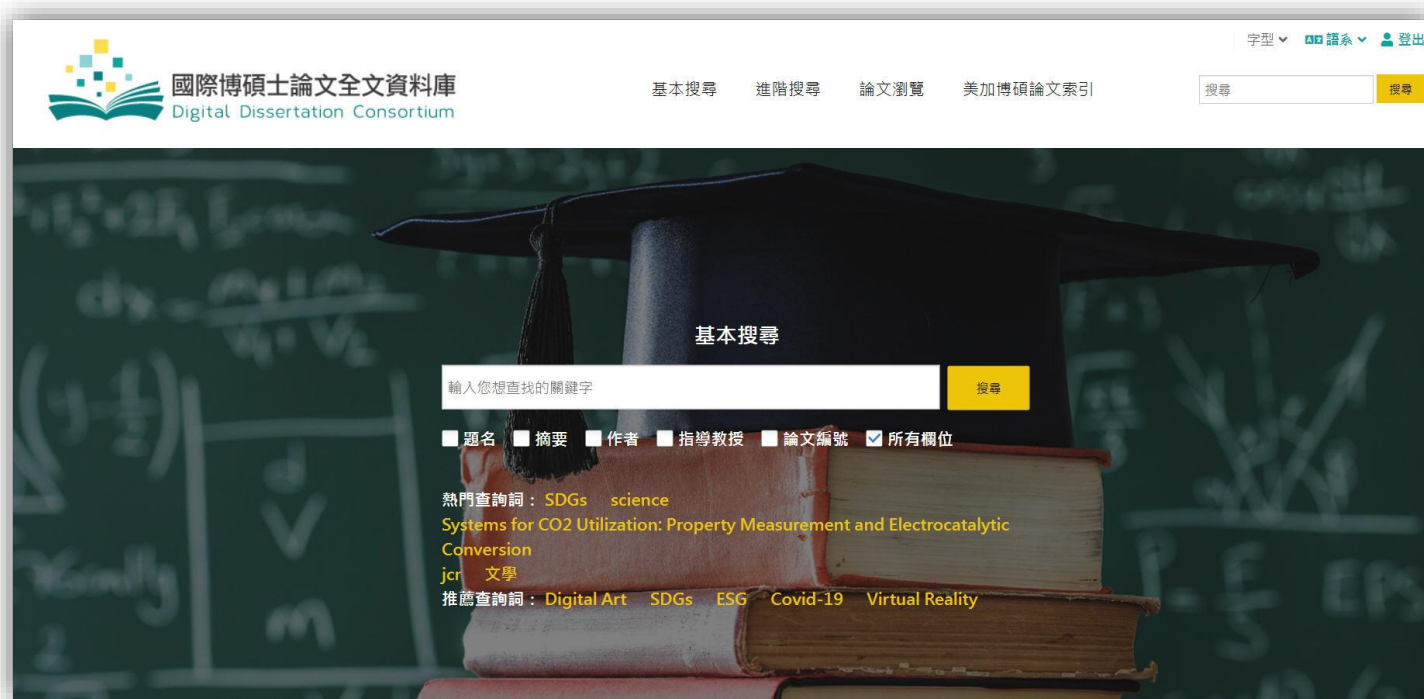 字型 語系 登出
國際博碩士論文全文資料庫
Digital Dissertation Consortium
基本搜尋 進階搜尋 論文瀏覽 美加博碩論文索引
搜尋 搜尋
基本搜尋
輸入您想查找的關鍵字 搜尋
題名 摘要 作者 指導教授 論文編號 所有欄位
熱門查詢詞： SDGs science
Systems for CO2 Utilization: Property Measurement and Electrocatalytic
Conversion
jcr 文學
推薦查詢詞： Digital Art SDGs ESG Covid-19 Virtual Reality